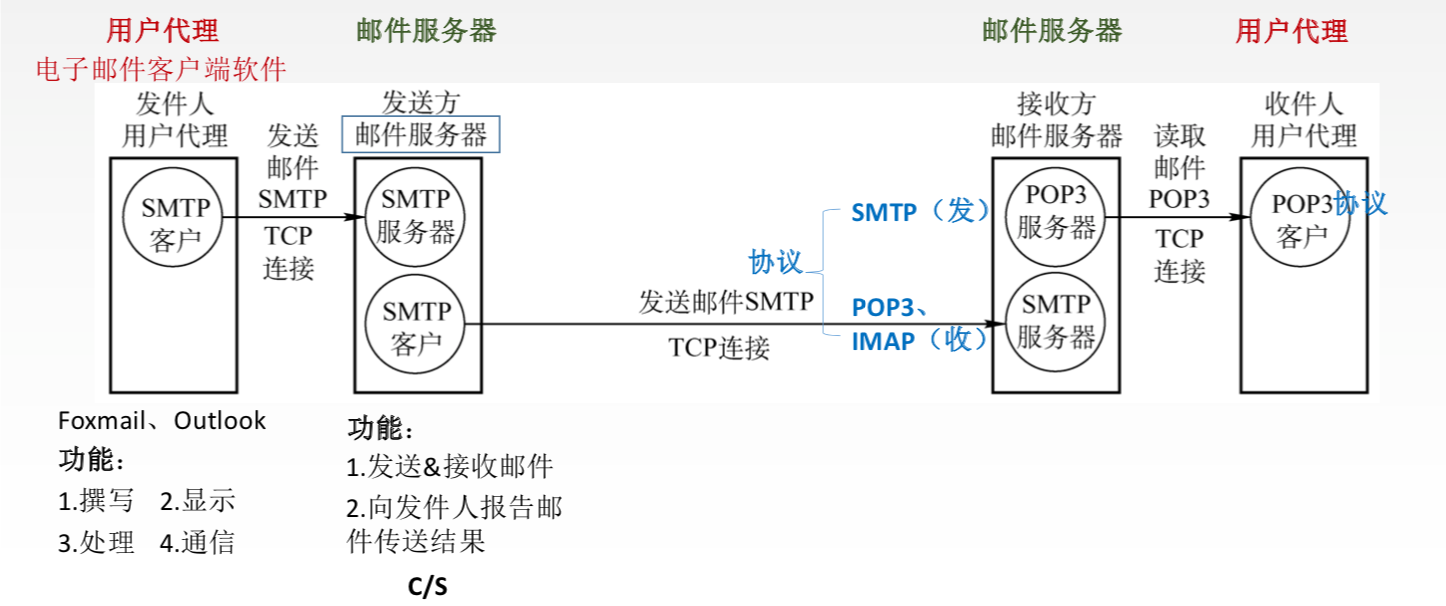 用户代理
邮件服务器
邮件服务器
用户代理
电子邮件客户端软件
发件人
用户代理
发送
邮件
SMTP
TCP
连接
SMTP
客户
发送方
邮件服务器
SMTP
服务器
SMTP
客户
发送邮件SMTP
TCP连接
协议
SMTP（发）
POP3、
IMAP（收）
接收方
邮件服务器
POP3
服务器
SMTP
服务器
读取
邮件
POP3
TCP
连接
收件人
用户代理
POP3
客户
协议
Foxmail、Outlook
功能：
1.撰写 2.显示
3.处理 4.通信
功能：
1.发送&接收邮件
2.向发件人报告邮
件传送结果
C/S